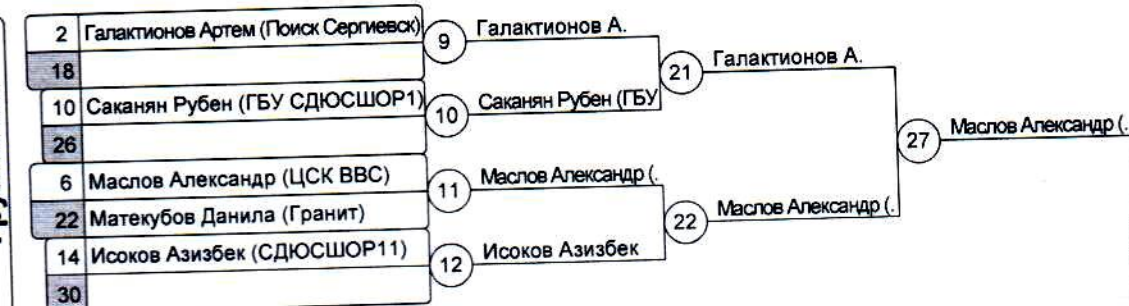 2 Галактионов Артем (Поиск Сергиевск)
18
10 Саканян Рубен (ГБУ СДЮСШОР1)
26
6 Маслов Александр (ЦСК ВВС)
22 Матекубов Данила (Гранит)
14 Исоков Азизбек (СДЮСШОР11)
30
9 Галактионов А.
10 Саканян Рубен (ГБУ
11 Маслов Александр (.
12 Исоков Азизбек
21 Галактионов А.
22 Маслов Александр (.
27 Маслов Александр (.